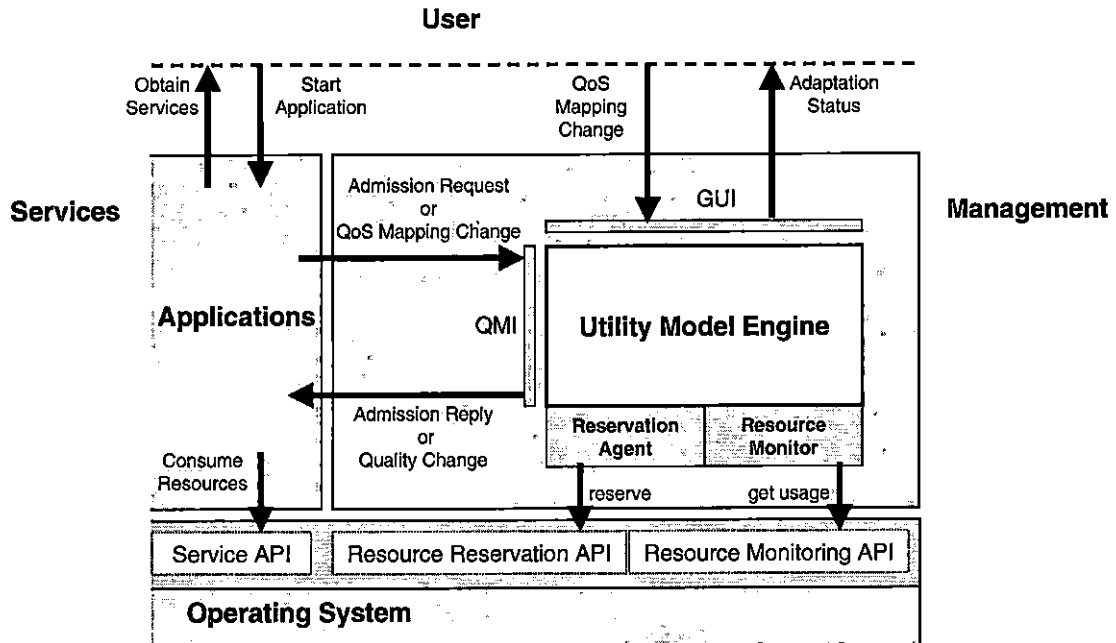 User
Obtain
Services
Start
Application
QoS
Mapping
Change
Adaptation
Status
Services
Management
Admission Request
or
QoS Mapping Change
GUI
Applications
QMI
Utility Model Engine
Admission Reply
or
Quality Change
Reservation
Agent
Resource
Monitor
Consume
Resources
reserve
get usage
Service API
Resource Reservation API
Resource Monitoring API
Operating System